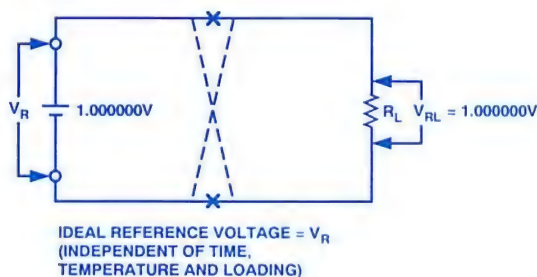 V_R
1.000000V
R_L
V_RL = 1.000000V
IDEAL REFERENCE VOLTAGE = V_R
(INDEPENDENT OF TIME,
TEMPERATURE AND LOADING)